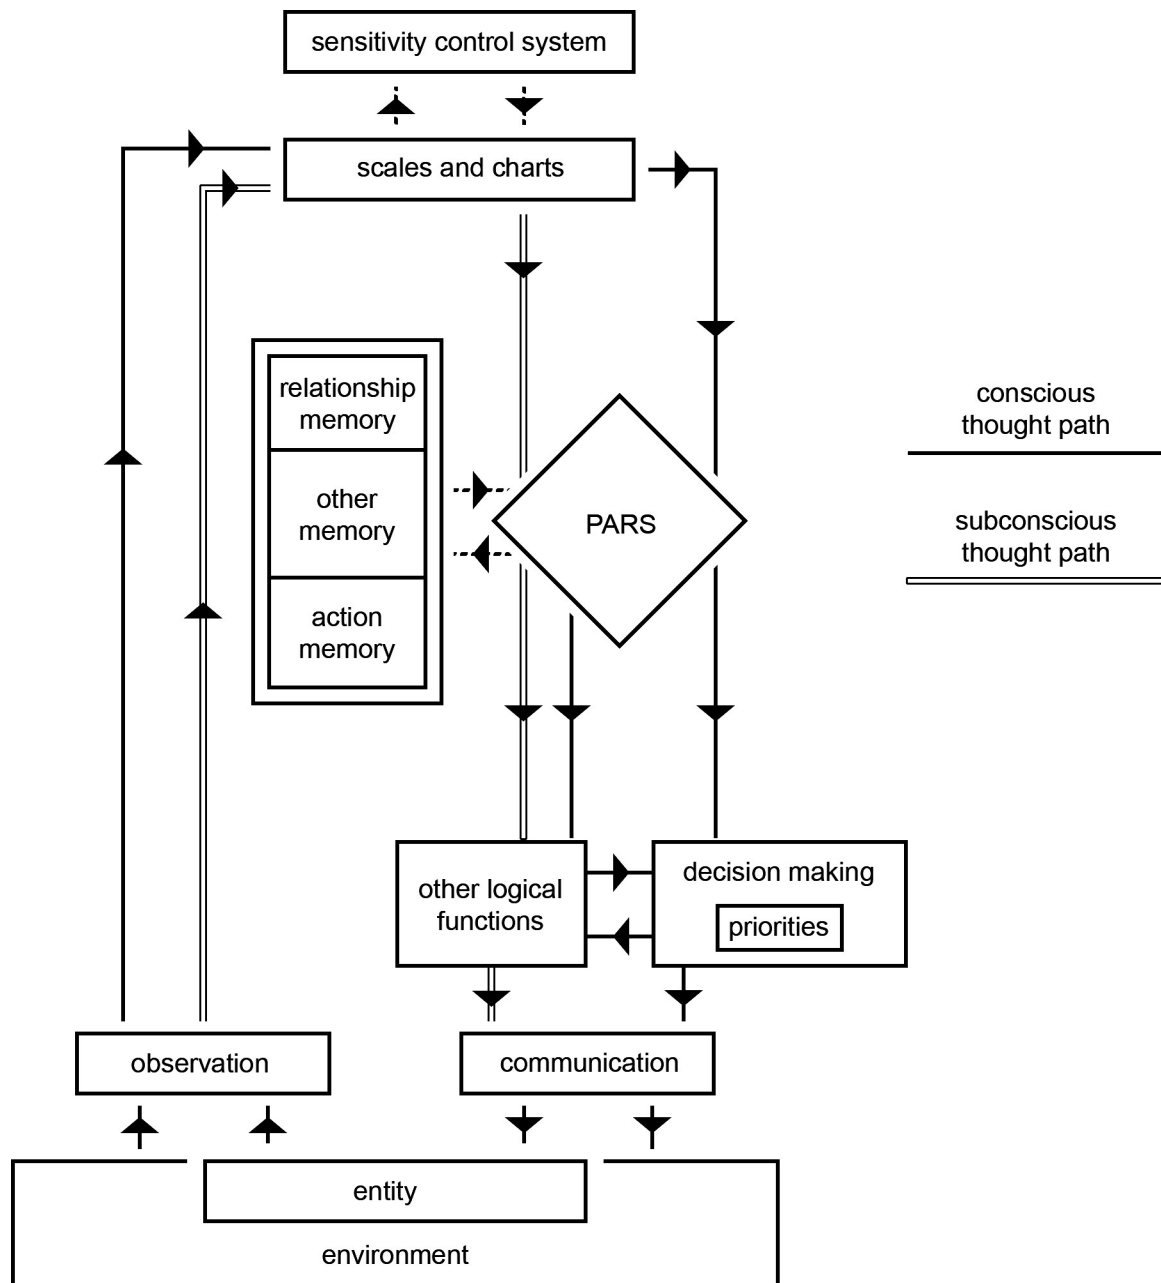 sensitivity control system
scales and charts
relationship
memory
other
memory
action
memory
PARS
conscious
thought path
subconscious
thought path
other logical
functions
decision making
priorities
observation
communication
entity
environment